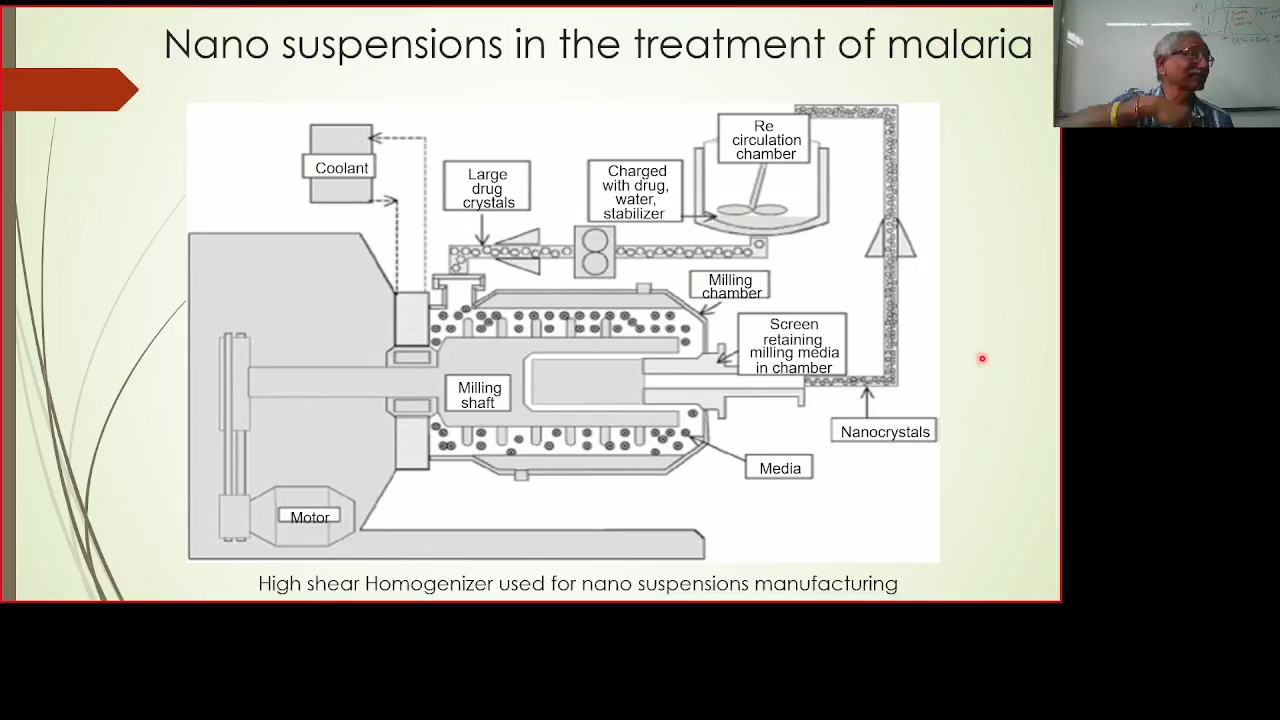 Nano suspensions in the treatment of malaria
Re
circulation
chamber
Coolant
Large
drug
crystals
Charged
with drug,
water,
stabilizer
Milling
chamber
Screen
retaining
milling media
in chamber
Milling
shaft
Nanocrystals
Media
Motor
High shear Homogenizer used for nano suspensions manufacturing